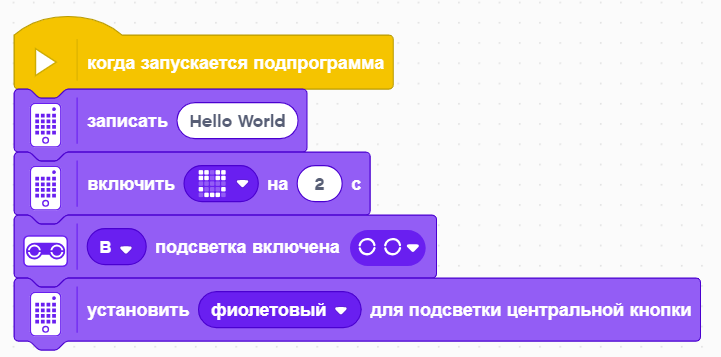 когда запускается подпрограмма
записать Hello World
включить на 2 с
B подсветка включена
установить фиолетовый для подсветки центральной кнопки